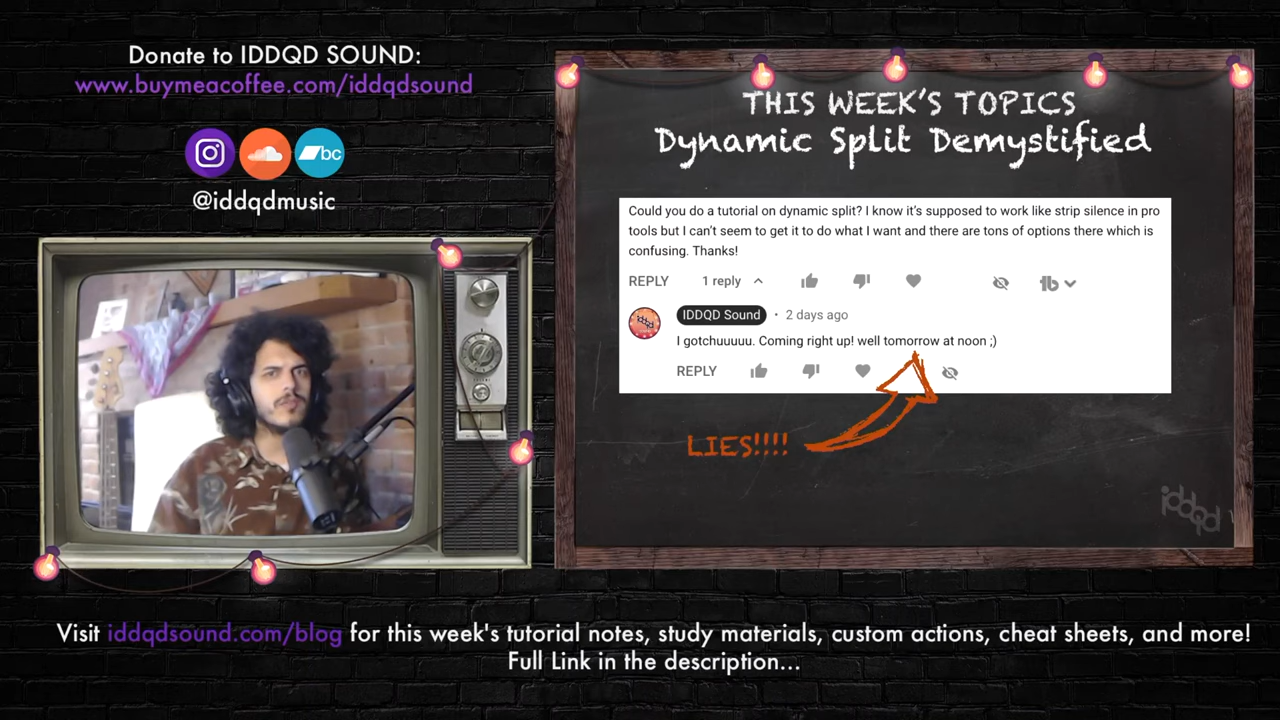 Donate to IDDQD SOUND:
www.buymeacoffee.com/iddqdsound
bc
@iddqdmusic
THIS WEEK'S TOPICS
Dynamic Split Demystified
Could you do a tutorial on dynamic split? I know it's supposed to work like strip silence in pro
tools but I can't seem to get it to do what I want and there are tons of options there which is
confusing. Thanks!
REPLY 1 reply
IDDQD Sound • 2 days ago
I gotchuuuuu. Coming right up! well tomorrow at noon ;)
REPLY
LIES!!!!
iddqd
Visit iddqdsound.com/blog for this week's tutorial notes, study materials, custom actions, cheat sheets, and more!
Full Link in the description...